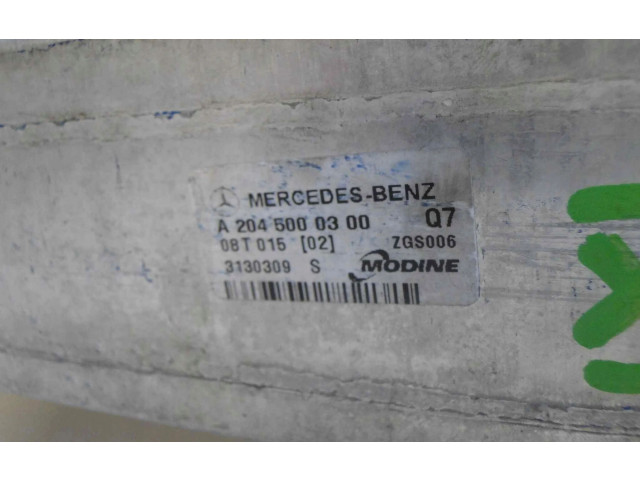 MERCEDES-BENZ
A 204 500 03 00 Q7
08T 015 [02] ZGS006
3130309 S MODINE